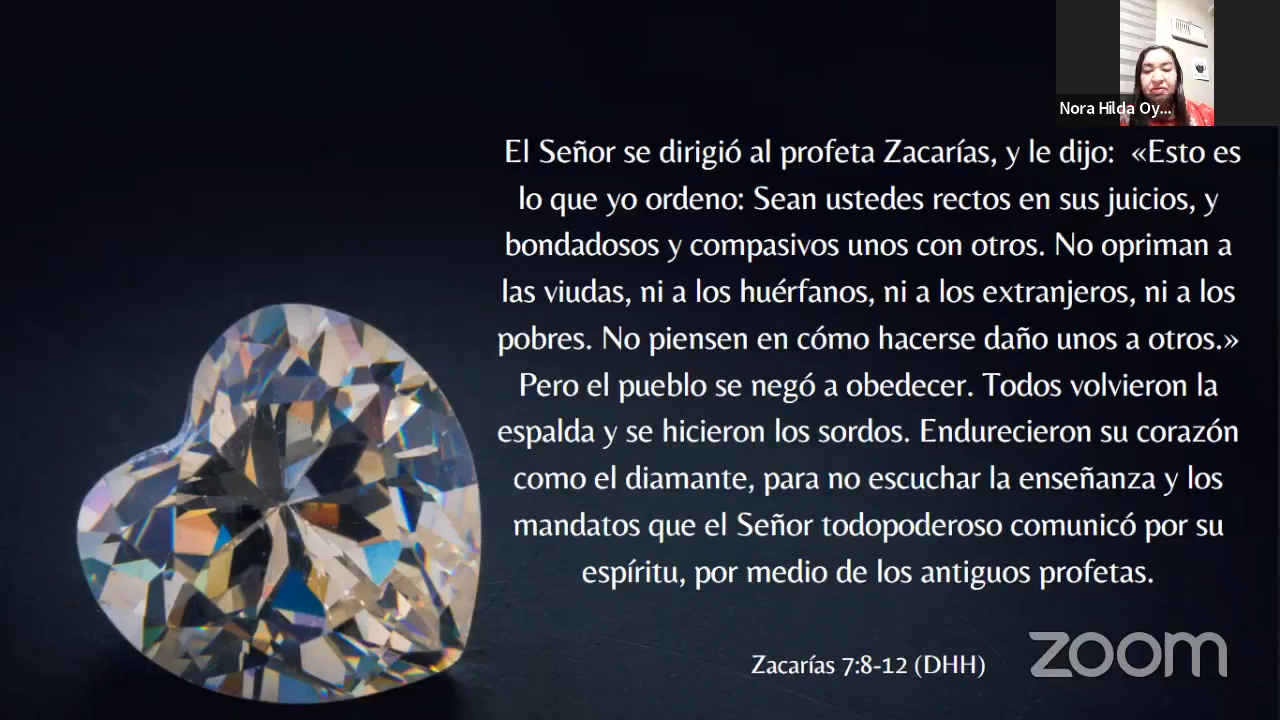 Nora Hilda Oy...
El Señor se dirigió al profeta Zacarías, y le dijo: «Esto es
lo que yo ordeno: Sean ustedes rectos en sus juicios, y
bondadosos y compasivos unos con otros. No opriman a
las viudas, ni a los huérfanos, ni a los extranjeros, ni a los
pobres. No piensen en cómo hacerse daño unos a otros.»
Pero el pueblo se negó a obedecer. Todos volvieron la
espalda y se hicieron los sordos. Endurecieron su corazón
como el diamante, para no escuchar la enseñanza y los
mandatos que el Señor todopoderoso comunicó por su
espíritu, por medio de los antiguos profetas.
Zacarías 7:8-12 (DHH)
zoom